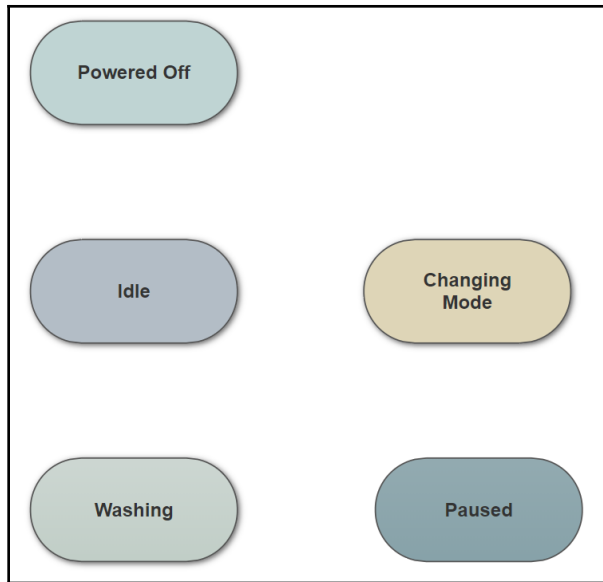 Powered Off
Idle
Changing
Mode
Washing
Paused